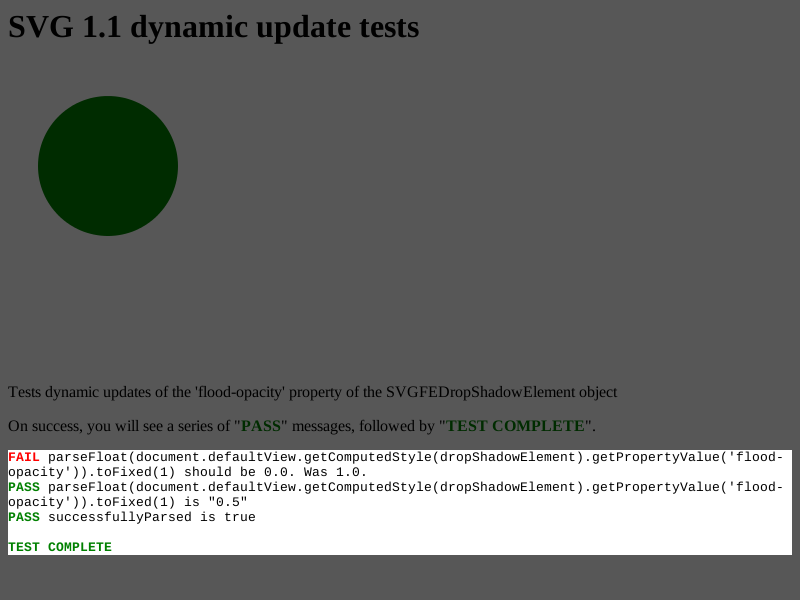 SVG 1.1 dynamic update tests
Tests dynamic updates of the 'flood-opacity' property of the SVGFEDropShadowElement object
On success, you will see a series of "PASS" messages, followed by "TEST COMPLETE".
FAIL parseFloat(document.defaultView.getComputedStyle(dropShadowElement).getPropertyValue('flood-
opacity')).toFixed(1) should be 0.0. Was 1.0.
PASS parseFloat(document.defaultView.getComputedStyle(dropShadowElement).getPropertyValue('flood-
opacity')).toFixed(1) is "0.5"
PASS successfullyParsed is true
TEST COMPLETE